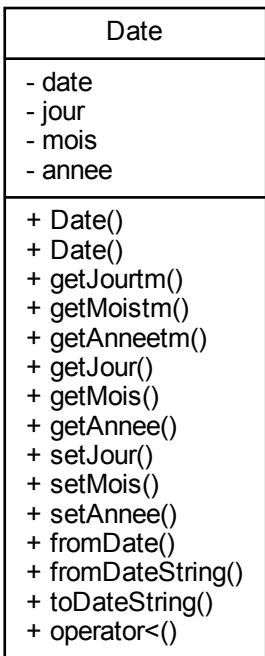 Date
- date
- jour
- mois
- annee
+ Date()
+ Date()
+ getJourtm()
+ getMoistm()
+ getAnneetm()
+ getJour()
+ getMois()
+ getAnnee()
+ setJour()
+ setMois()
+ setAnnee()
+ fromDate()
+ fromDateString()
+ toDateString()
+ operator<()